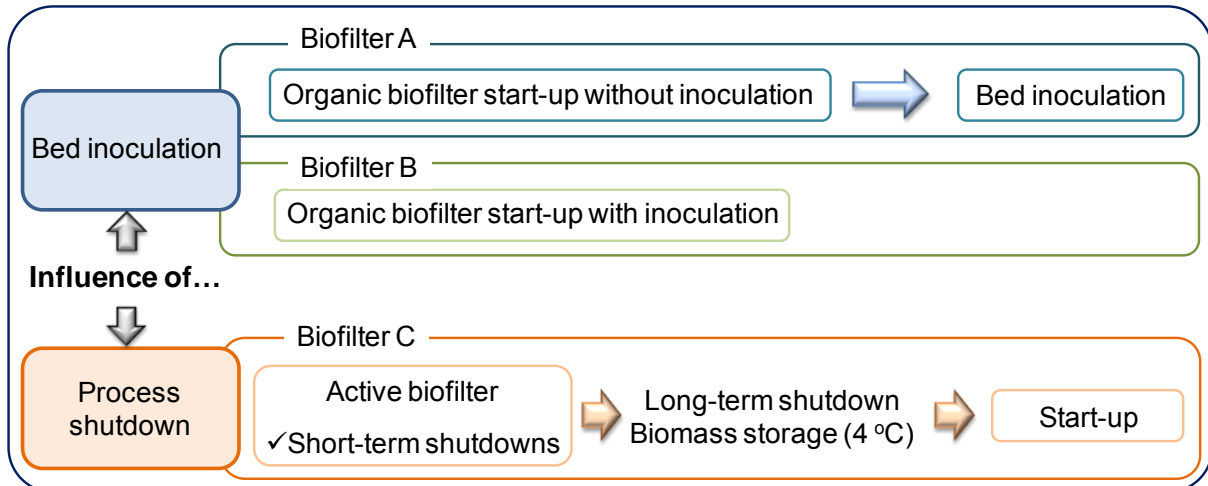 Biofilter A
Organic biofilter start-up without inoculation
Bed inoculation
Bed inoculation
Biofilter B
Organic biofilter start-up with inoculation
Influence of…
Biofilter C
Process
shutdown
Active biofilter
✓Short-term shutdowns
Long-term shutdown
Biomass storage (4 ºC)
Start-up